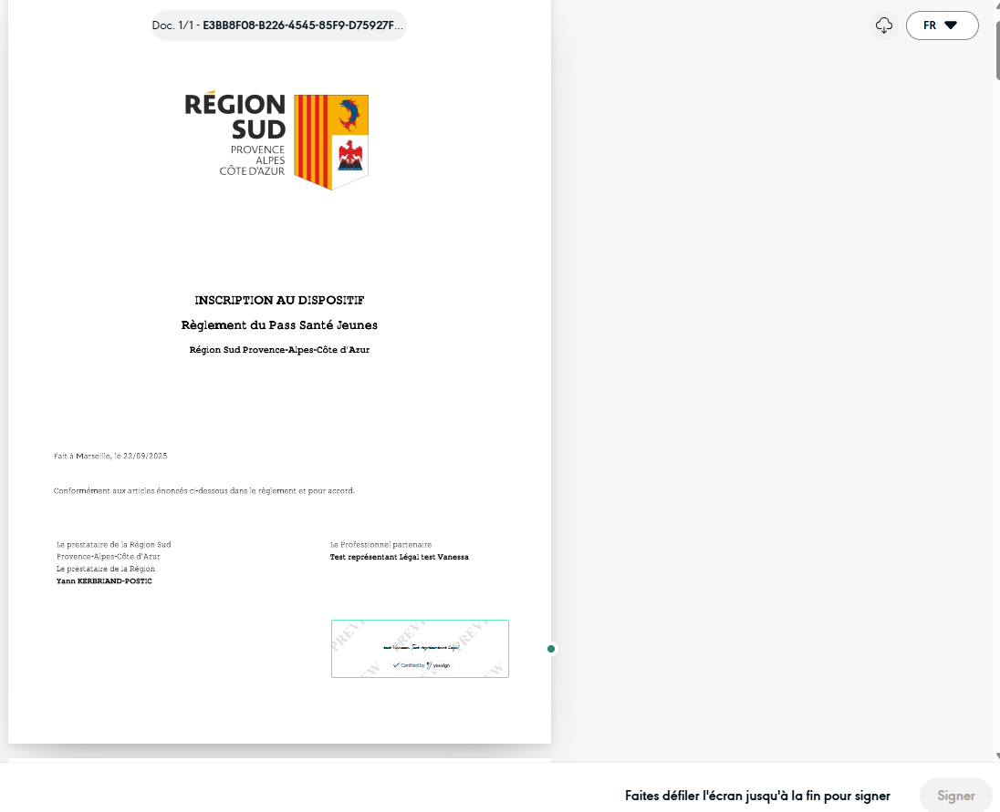 Doc. 1/1 - E3BB8F08-B226-4545-85F9-D75927F...
FR
RÉGION
SUD
PROVENCE
ALPES
CÔTE D'AZUR
INSCRIPTION AU DISPOSITIF
Règlement du Pass Santé Jeunes
Région Sud Provence-Alpes-Côte d'Azur
Fait à Marseille, le 22/09/2025
Conformément aux articles énoncés ci-dessous dans le règlement et pour accord.
Le prestataire de la Région Sud
Provence-Alpes-Côte d'Azur
Le prestataire de la Région
Yann KERBRIAND-POSTIC
Le Professionnel partenaire
Test représentant Légal test Vanessa
PREVIEW
test Vanessa Test représentant Légal
Certified by yousign
Faites défiler l'écran jusqu'à la fin pour signer
Signer